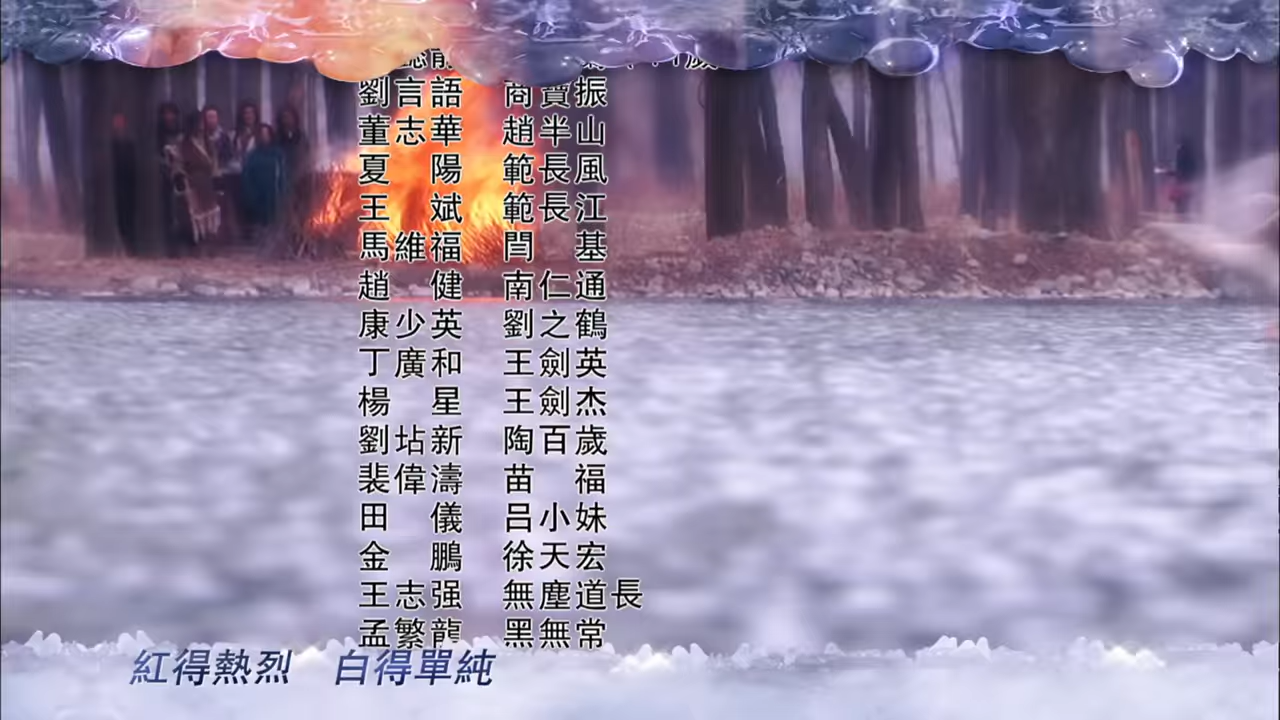 劉言語 商寶振
董志華 趙半山
夏陽 範長風
王斌 範長江
馬維福 閆基
趙健 南仁通
康少英 劉之鶴
丁廣和 王劍英
楊星 王劍杰
劉坫新 陶百歲
裴偉濤 苗福
田儀 吕小妹
金鵬 徐天宏
王志强 無塵道長
孟繁龍 黑無常
紅得熱烈 白得單純